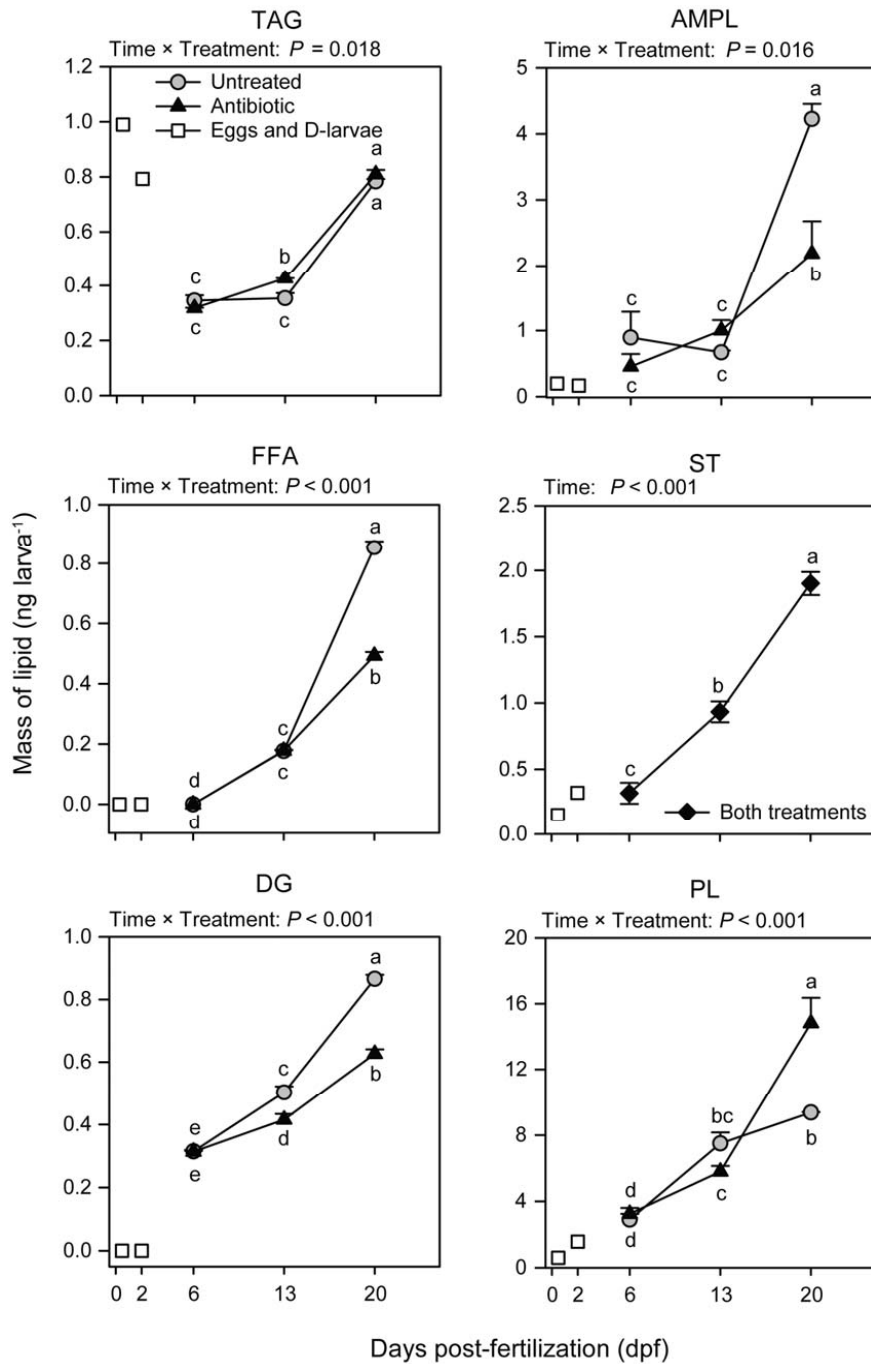 TAG
Time × Treatment: P = 0.018
1.2
1.0
0.8
0.6
0.4
0.2
0.0
Untreated
Antibiotic
Eggs and D-larvae
c
c
b
c
a
a
AMPL
Time × Treatment: P = 0.016
5
4
3
2
1
0
c
c
c
c
a
b
FFA
Time × Treatment: P < 0.001
1.0
0.8
0.6
0.4
0.2
0.0
d
d
c
c
a
b
ST
Time: P < 0.001
2.5
2.0
1.5
1.0
0.5
0.0
c
b
a
Both treatments
Mass of lipid (ng larva-1)
DG
Time × Treatment: P < 0.001
1.0
0.8
0.6
0.4
0.2
0.0
e
e
c
d
a
b
0 2 6 13 20
PL
Time × Treatment: P < 0.001
20
16
12
8
4
0
d
d
bc
c
a
b
0 2 6 13 20
Days post-fertilization (dpf)